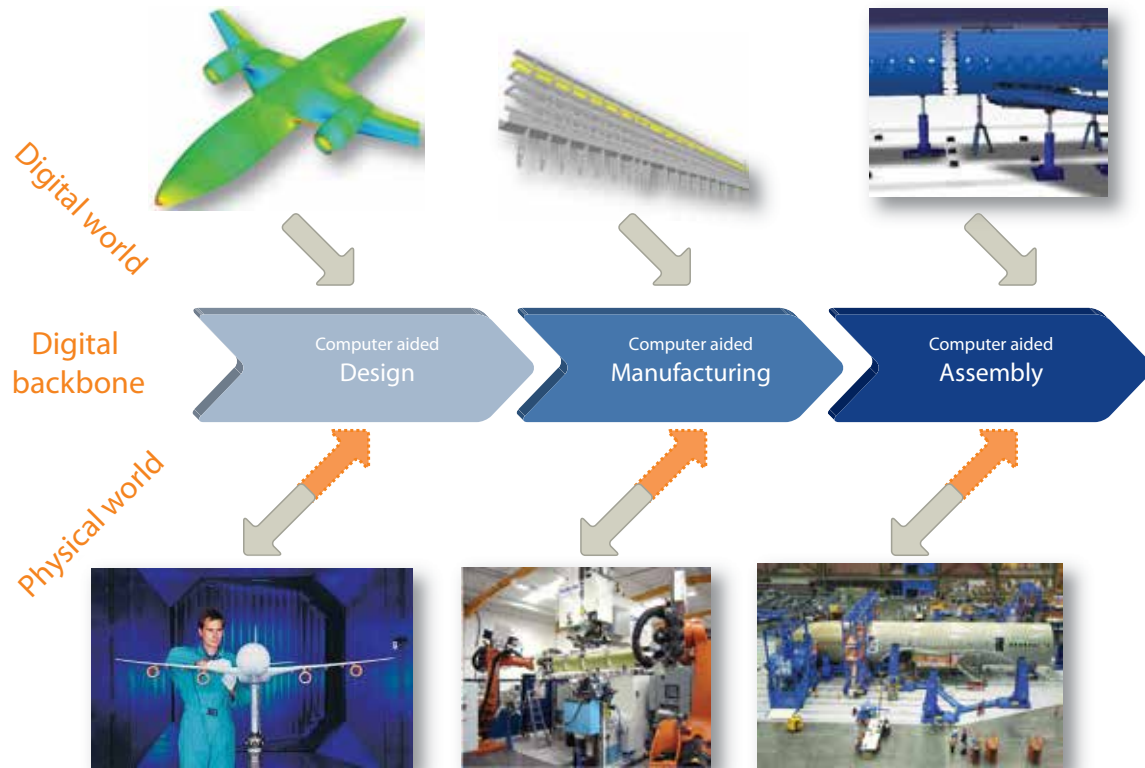 Digital world
Digital
backbone
Computer aided
Design
Computer aided
Manufacturing
Computer aided
Assembly
Physical world